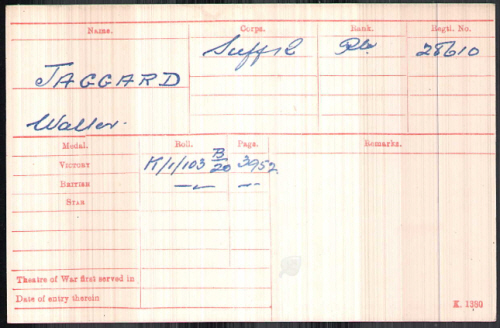 Name. Corps. Rank. Regtl. No.
JAGGARD Suff. R. Pte 28610
Walter.
Medal. Roll. Page. Remarks.
VICTORY K/1/103 B/20 3952
BRITISH -"- -"-
STAR
Theatre of War first served in
Date of entry therein
K. 1380